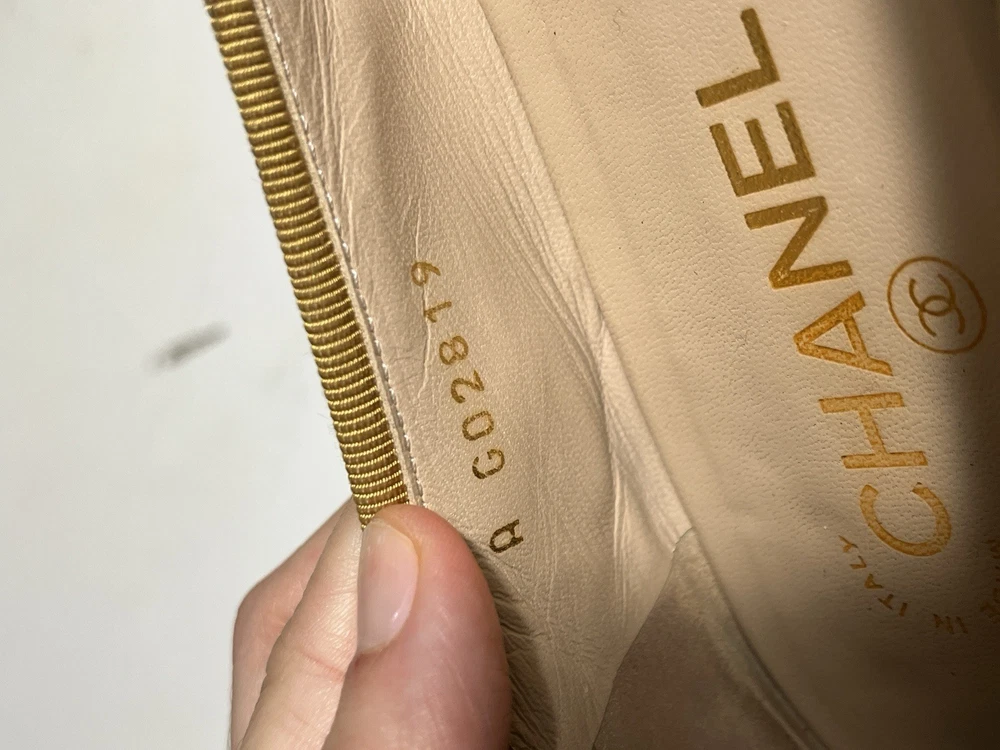 A G02819
CHANEL
IN ITALY